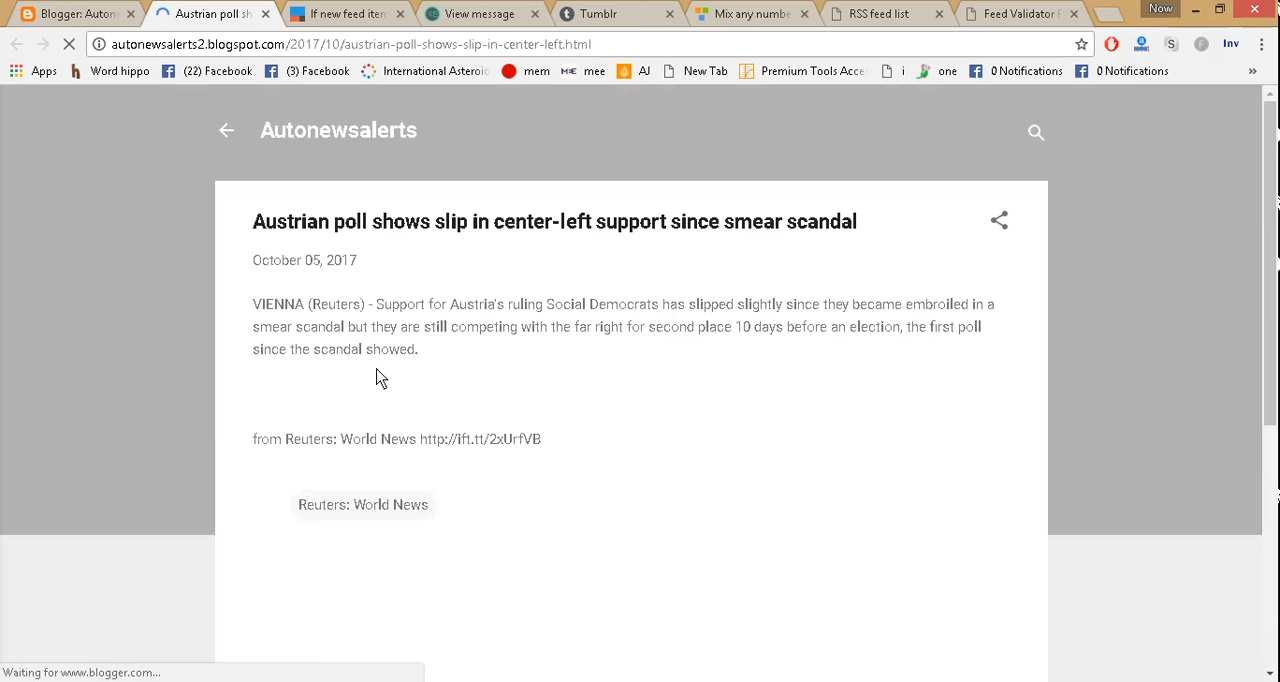 Blogger: Auton
Austrian poll sh
If new feed item
View message
Tumblr
Mix any numbe
RSS feed list
Feed Validator F
Now
autonewsalerts2.blogspot.com/2017/10/austrian-poll-shows-slip-in-center-left.html
S
F
Inv
Apps
Word hippo
(22) Facebook
(3) Facebook
International Asteroid
mem
mee
AJ
New Tab
Premium Tools Acce
i
one
0 Notifications
0 Notifications
»
Autonewsalerts
Austrian poll shows slip in center-left support since smear scandal
October 05, 2017
VIENNA (Reuters) - Support for Austria's ruling Social Democrats has slipped slightly since they became embroiled in a
smear scandal but they are still competing with the far right for second place 10 days before an election, the first poll
since the scandal showed.
from Reuters: World News http://ift.tt/2xUrfVB
Reuters: World News
Waiting for www.blogger.com...